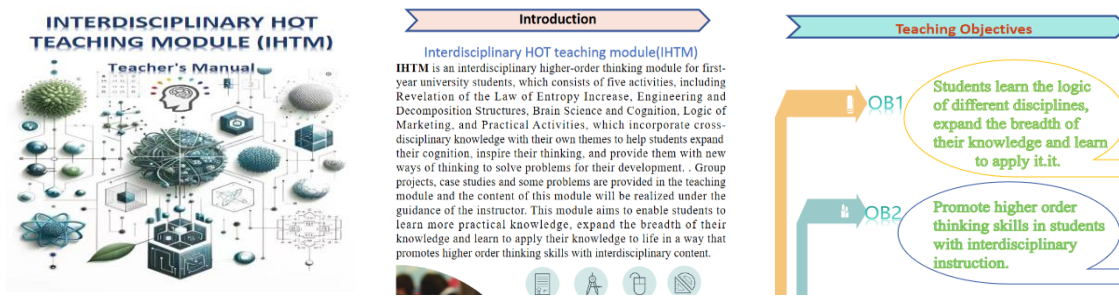 INTERDISCIPLINARY HOT
TEACHING MODULE (IHTM)
Teacher's Manual
Introduction
Interdisciplinary HOT teaching module(IHTM)
IHTM is an interdisciplinary higher-order thinking module for first-
year university students, which consists of five activities, including
Revelation of the Law of Entropy Increase, Engineering and
Decomposition Structures, Brain Science and Cognition, Logic of
Marketing, and Practical Activities, which incorporate cross-
disciplinary knowledge with their own themes to help students expand
their cognition, inspire their thinking, and provide them with new
ways of thinking to solve problems for their development. . Group
projects, case studies and some problems are provided in the teaching
module and the content of this module will be realized under the
guidance of the instructor. This module aims to enable students to
learn more practical knowledge, expand the breadth of their
knowledge and learn to apply their knowledge to life in a way that
promotes higher order thinking skills with interdisciplinary content.
Teaching Objectives
OB1
Students learn the logic
of different disciplines,
expand the breadth of
their knowledge and learn
to apply it.it.
OB2
Promote higher order
thinking skills in students
with interdisciplinary
instruction.